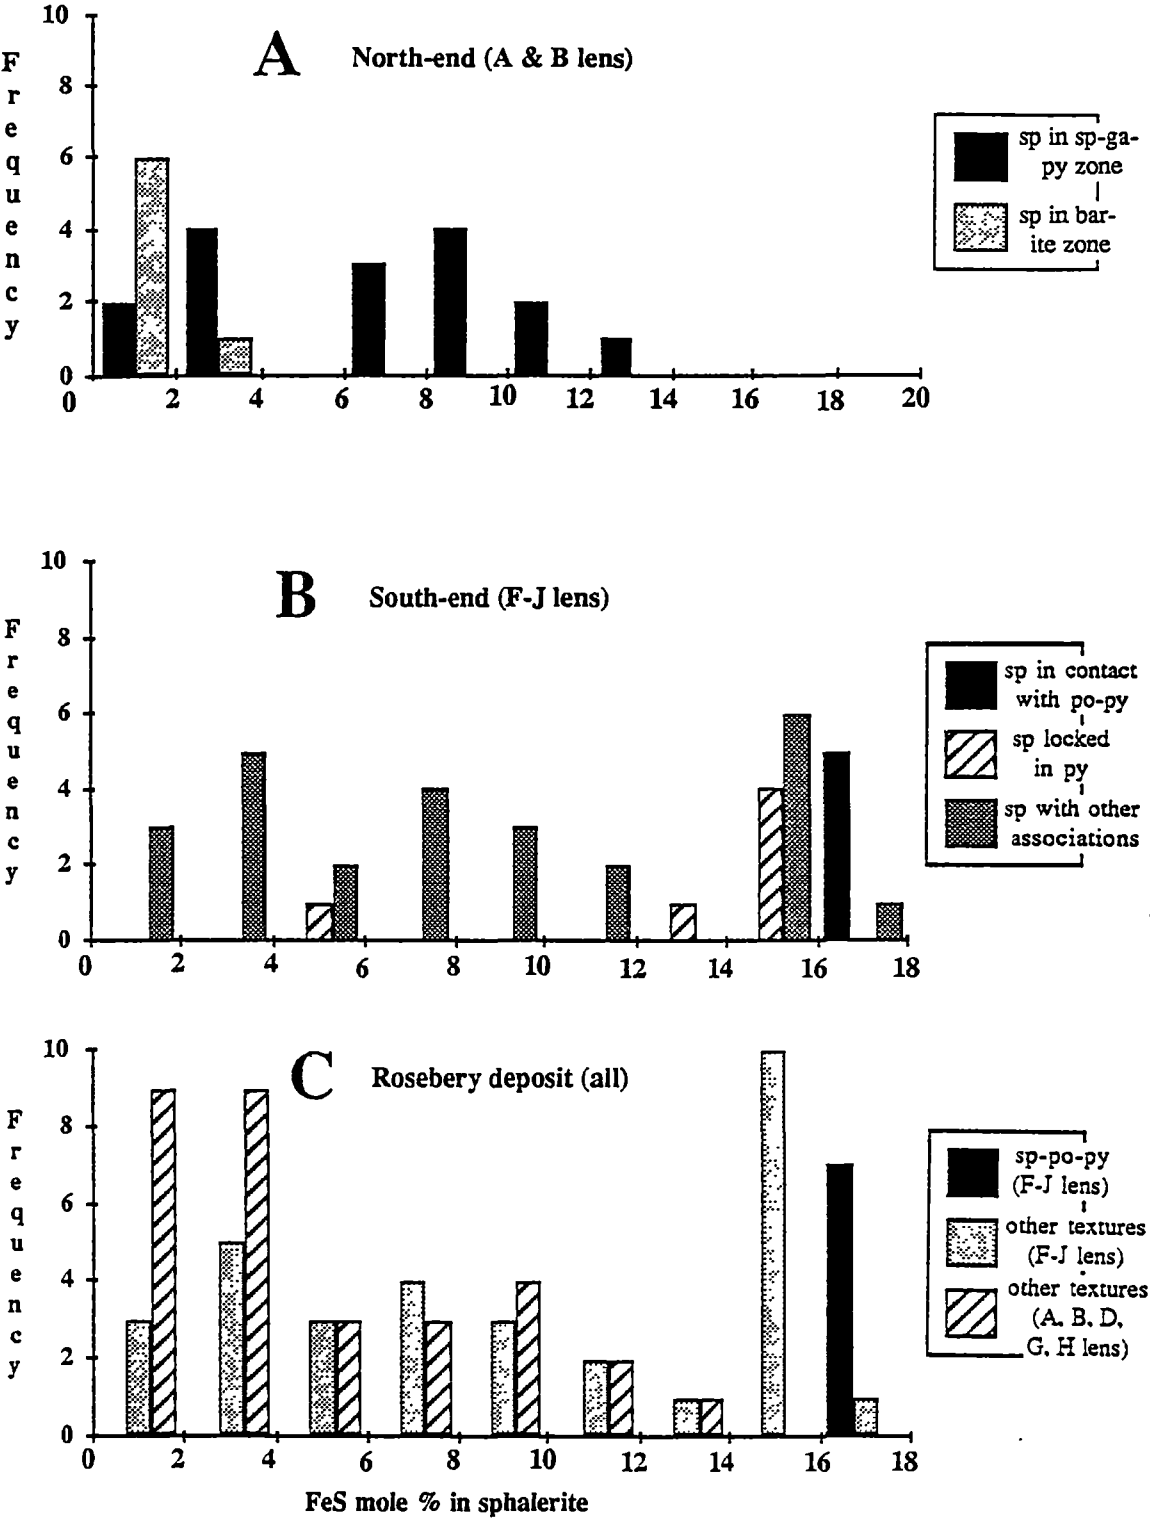 10
A North-end (A & B lens)
Frequency
8
6
4
2
0
0 2 4 6 8 10 12 14 16 18 20
sp in sp-ga-
py zone
sp in bar-
ite zone
10
B South-end (F-J lens)
Frequency
8
6
4
2
0
0 2 4 6 8 10 12 14 16 18
sp in contact
with po-py
sp locked
in py
sp with other
associations
10
C Rosebery deposit (all)
Frequency
8
6
4
2
0
0 2 4 6 8 10 12 14 16 18
sp-po-py
(F-J lens)
other textures
(F-J lens)
other textures
(A, B, D,
G, H lens)
FeS mole % in sphalerite